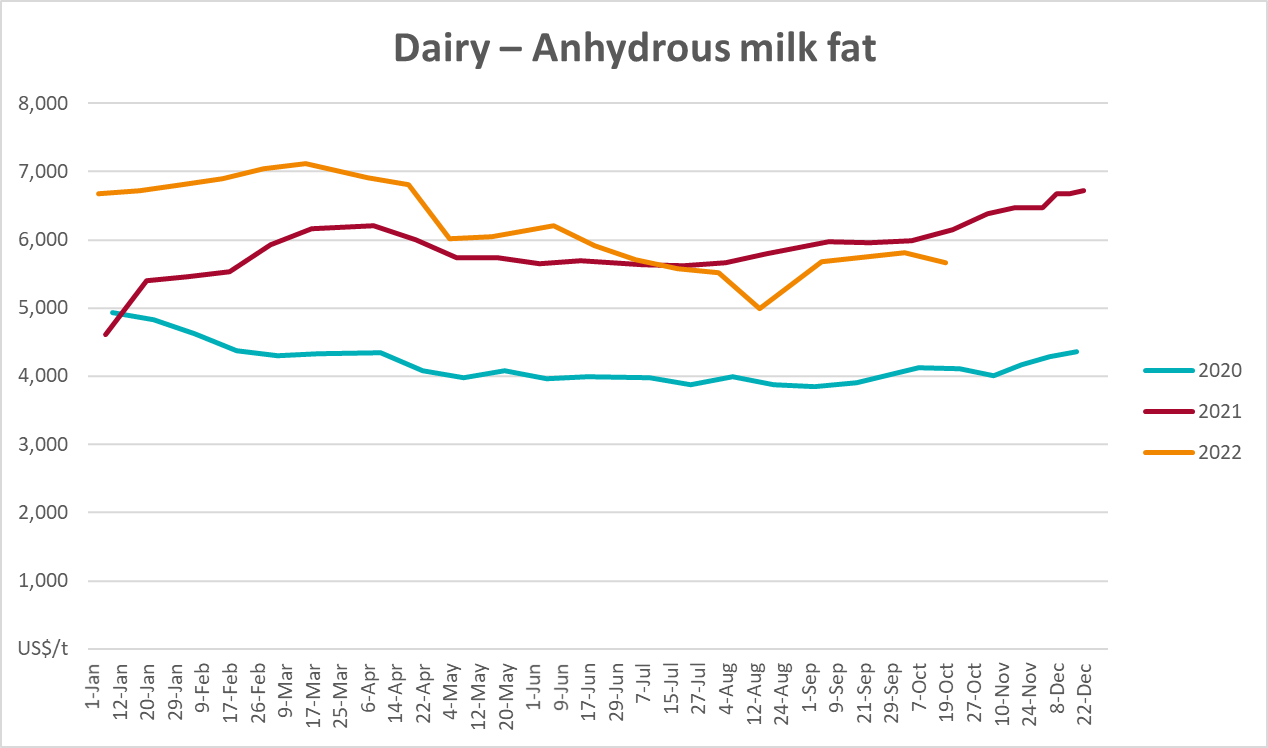 Dairy – Anhydrous milk fat
8,000
7,000
6,000
5,000
4,000
3,000
2,000
1,000
US$/t
1-Jan
12-Jan
20-Jan
29-Jan
9-Feb
17-Feb
26-Feb
9-Mar
17-Mar
25-Mar
6-Apr
14-Apr
22-Apr
4-May
12-May
20-May
1-Jun
9-Jun
17-Jun
29-Jun
7-Jul
15-Jul
27-Jul
4-Aug
12-Aug
24-Aug
1-Sep
9-Sep
21-Sep
29-Sep
7-Oct
19-Oct
27-Oct
10-Nov
24-Nov
8-Dec
22-Dec
2020
2021
2022